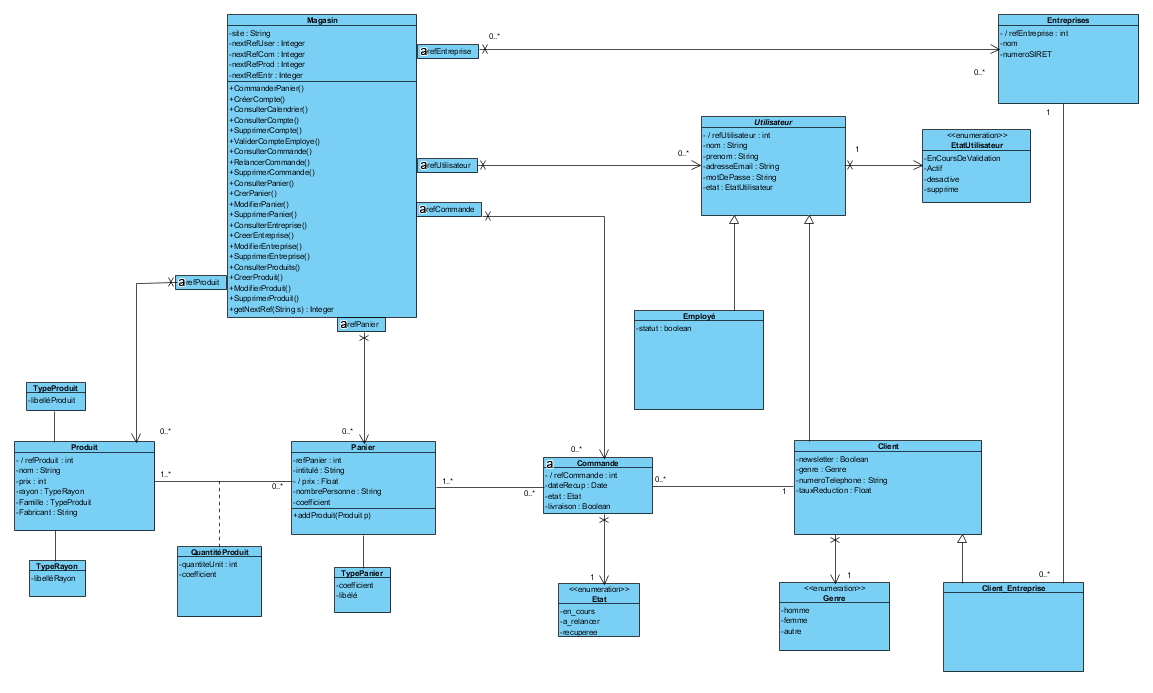 Magasin
-site : String
-nextRefUser : Integer
-nextRefCom : Integer
-nextRefProd : Integer
-nextRefEntr : Integer
+CommanderPanier()
+CréerCompte()
+ConsulterCalendrier()
+ConsulterCompte()
+SupprimerCompte()
+ValiderCompteEmploye()
+ConsulterCommande()
+RelancerCommande()
+SupprimerCommande()
+ConsulterPanier()
+CrerPanier()
+ModifierPanier()
+SupprimerPanier()
+ConsulterEntreprise()
+CreerEntreprise()
+ModifierEntreprise()
+SupprimerEntreprise()
+ConsulterProduits()
+CreerProduit()
+ModifierProduit()
+SupprimerProduit()
+getNextRef(String s) : Integer
a refEntreprise
0..*
0..*
Entreprises
- / refEntreprise : int
-nom
-numeroSIRET
1
a refUtilisateur
0..*
Utilisateur
- / refUtilisateur : int
-nom : String
-prenom : String
-adresseEmail : String
-motDePasse : String
-etat : EtatUtilisateur
1
<<enumeration>>
EtatUtilisateur
-EnCoursDeValidation
-Actif
-desactive
-supprime
a refCommande
a refProduit
a refPanier
Employé
-statut : boolean
TypeProduit
-libelléProduit
0..*
Produit
- / refProduit : int
-nom : String
-prix : int
-rayon : TypeRayon
-Famille : TypeProduit
-Fabricant : String
1..*
0..*
0..*
Panier
-refPanier : int
-intitulé : String
- / prix : Float
-nombrePersonne : String
-coefficient
+addProduit(Produit p)
1..*
0..*
0..*
a Commande
- / refCommande : int
-dateRecup : Date
-etat : Etat
-livraison : Boolean
0..*
1
Client
-newsletter : Boolean
-genre : Genre
-numeroTelephone : String
-tauxReduction : Float
TypeRayon
-libelléRayon
QuantitéProduit
-quantiteUnit : int
-coefficient
TypePanier
-coefficient
-libélé
1
<<enumeration>>
Etat
-en_cours
-a_relancer
-recuperee
1
<<enumeration>>
Genre
-homme
-femme
-autre
0..*
Client_Entreprise